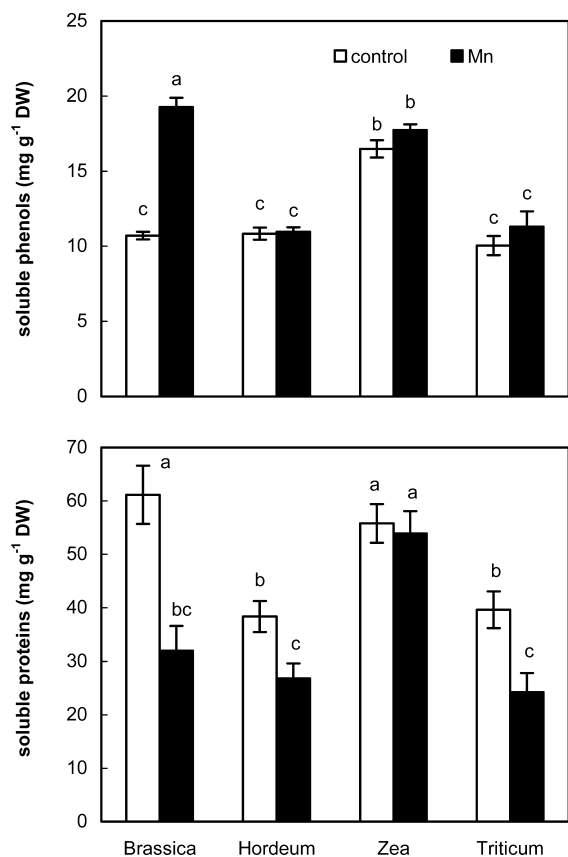 25
control Mn
a
20
b
b
15
c
c
c
c
c
10
5
0
soluble phenols (mg g⁻¹ DW)
70
a
60
a
a
50
b
b
40
bc
c
c
30
20
10
0
soluble proteins (mg g⁻¹ DW)
Brassica Hordeum Zea Triticum